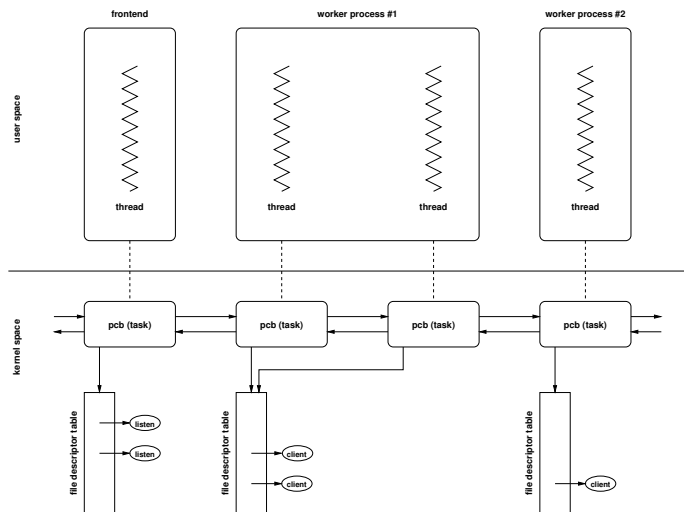 frontend
worker process #1
worker process #2
user space
thread
thread
thread
thread
kernel space
pcb (task)
pcb (task)
pcb (task)
pcb (task)
file descriptor table
listen
listen
file descriptor table
client
client
file descriptor table
client